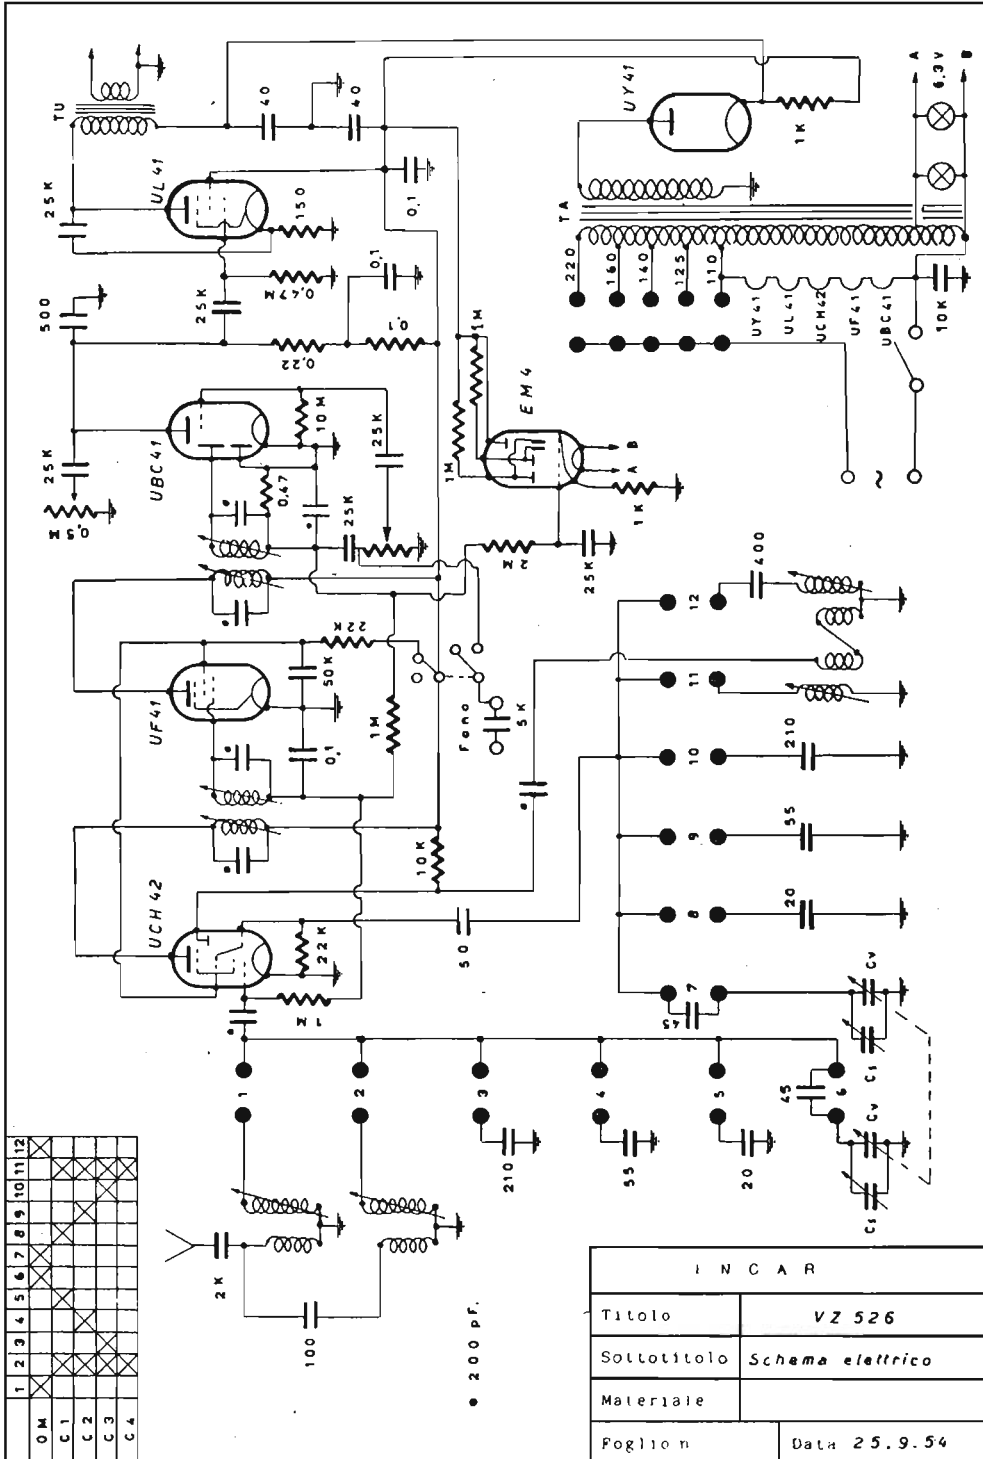 TU
25K
UL41
150
40
40
0,1
UY41
1K
A
6,3V
B
500
25K
0,47M
0,1
0,22
0,1
TA
220
160
140
125
110
UY41
UL41
UCH42
UF41
UBC41
10K
25K
0,5M
UBC41
10M
25K
0,47
25K
1M
1M
EM4
A
B
1K
2M
25K
~
UF41
22K
50K
0,1
1M
Fono
5K
400
12
11
10
210
9
55
8
20
7
45
Cv
Cs
UCH42
10K
22K
1M
50
1
2
3
210
4
55
5
20
6
45
Cv
Cs
2K
100
• 200 pF.
1 2 3 4 5 6 7 8 9 10 11 12
OM
C1
C2
C3
C4
INCAR
Titolo VZ 526
Sottotitolo Schema elettrico
Materiale
Foglio n Data 25.9.54